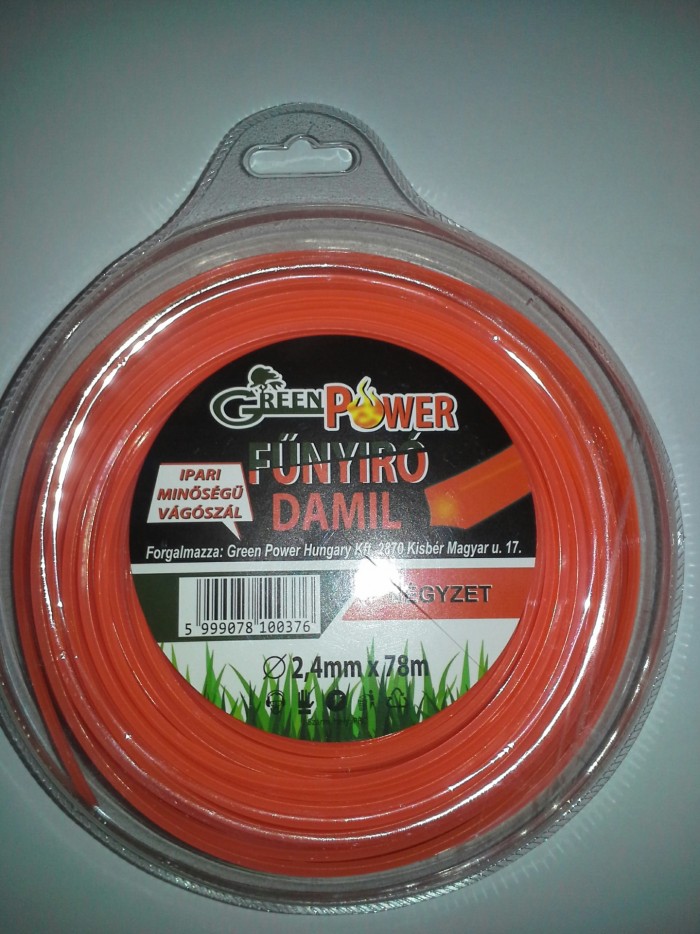 GREEN POWER
FŰNYÍRÓ
DAMIL
IPARI
MINŐSÉGŰ
VÁGÓSZÁL
Forgalmazza: Green Power Hungary Kft. 2870 Kisbér Magyar u. 17.
NÉGYZET
5 999078 100376
Ø 2,4mm x 78m